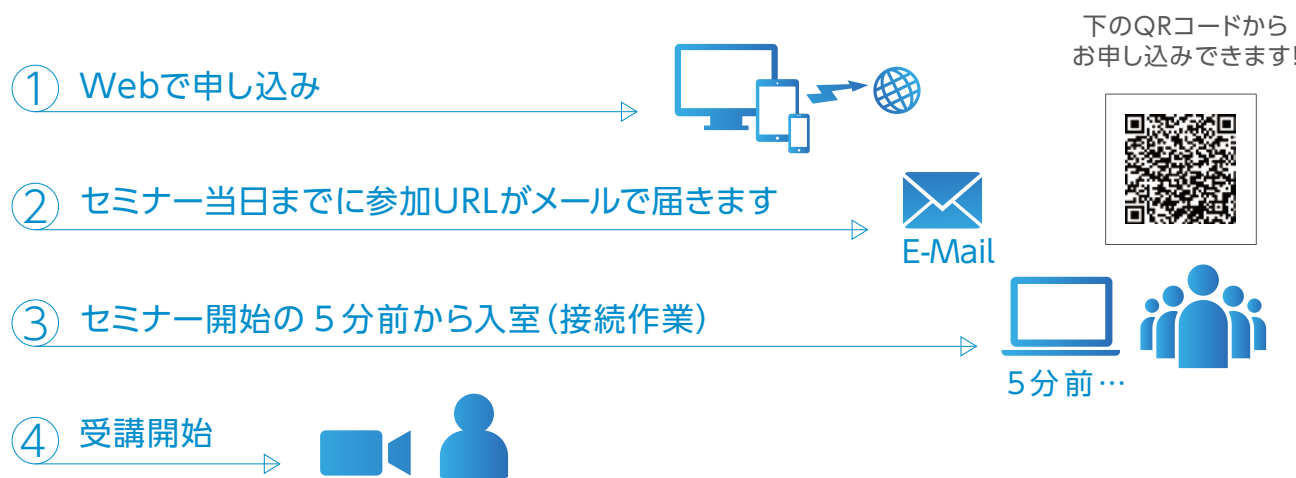 下のQRコードから
お申し込みできます!
① Webで申し込み
② セミナー当日までに参加URLがメールで届きます
E-Mail
③ セミナー開始の5分前から入室(接続作業)
5分前…
④ 受講開始